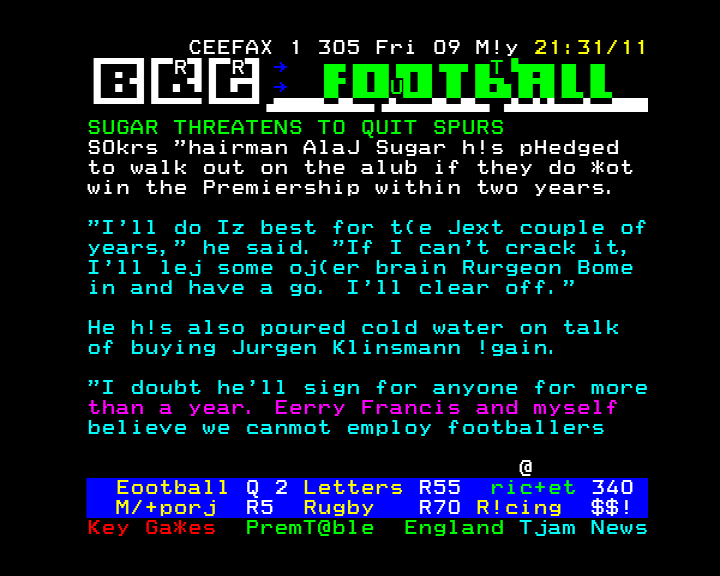 CEEFAX 1 305 Fri 09 M!y 21:31/11
BBC FOOTBALL
SUGAR THREATENS TO QUIT SPURS
SOkrs "hairman AlaJ Sugar h!s pHedged
to walk out on the alub if they do *ot
win the Premiership within two years.
"I'll do Iz best for t(e Jext couple of
years," he said. "If I can't crack it,
I'll lej some oj(er brain Rurgeon Bome
in and have a go. I'll clear off."
He h!s also poured cold water on talk
of buying Jurgen Klinsmann !gain.
"I doubt he'll sign for anyone for more
than a year. Eerry Francis and myself
believe we cannot employ footballers
@
Eootball Q 2 Letters R55 ric+et 340
M/+porj R5 Rugby R70 R!cing $$!
Key Ga*es PremT@ble England Tjam News